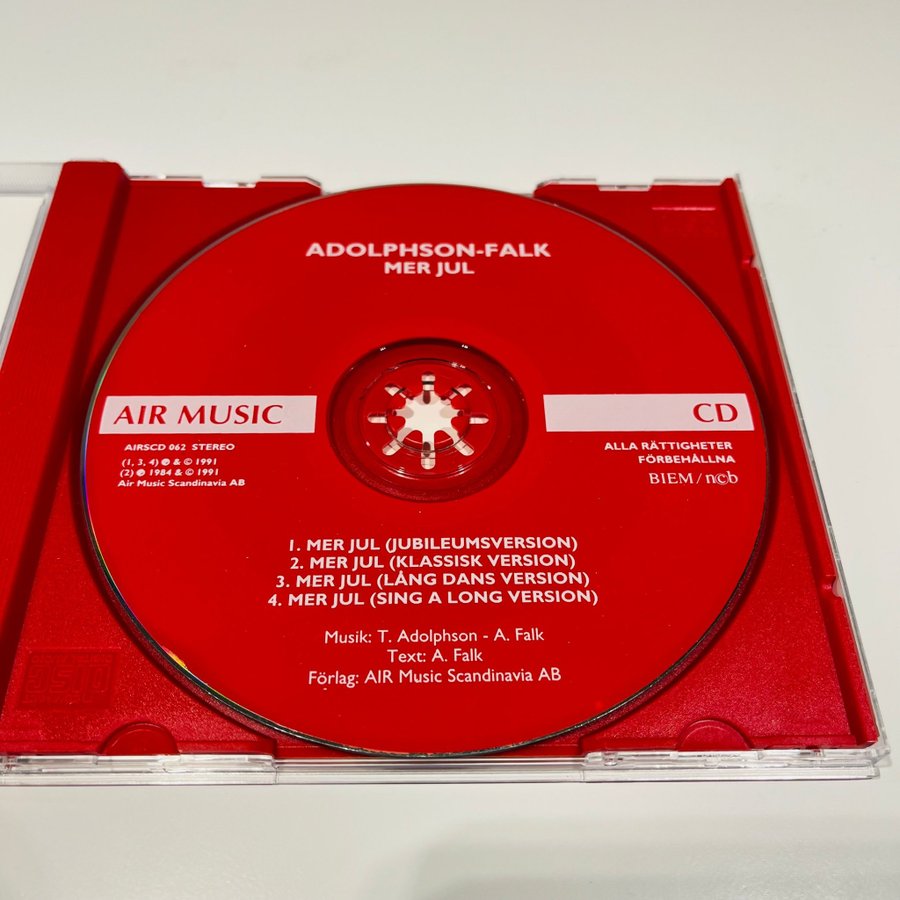 ADOLPHSON-FALK
MER JUL
AIR MUSIC
CD
AIRSCD 062 STEREO
(1, 3, 4) ℗ & © 1991
(2) ℗ 1984 & © 1991
Air Music Scandinavia AB
ALLA RÄTTIGHETER
FÖRBEHÅLLNA
BIEM / n©b
1. MER JUL (JUBILEUMSVERSION)
2. MER JUL (KLASSISK VERSION)
3. MER JUL (LÅNG DANS VERSION)
4. MER JUL (SING A LONG VERSION)
Musik: T. Adolphson - A. Falk
Text: A. Falk
Förlag: AIR Music Scandinavia AB